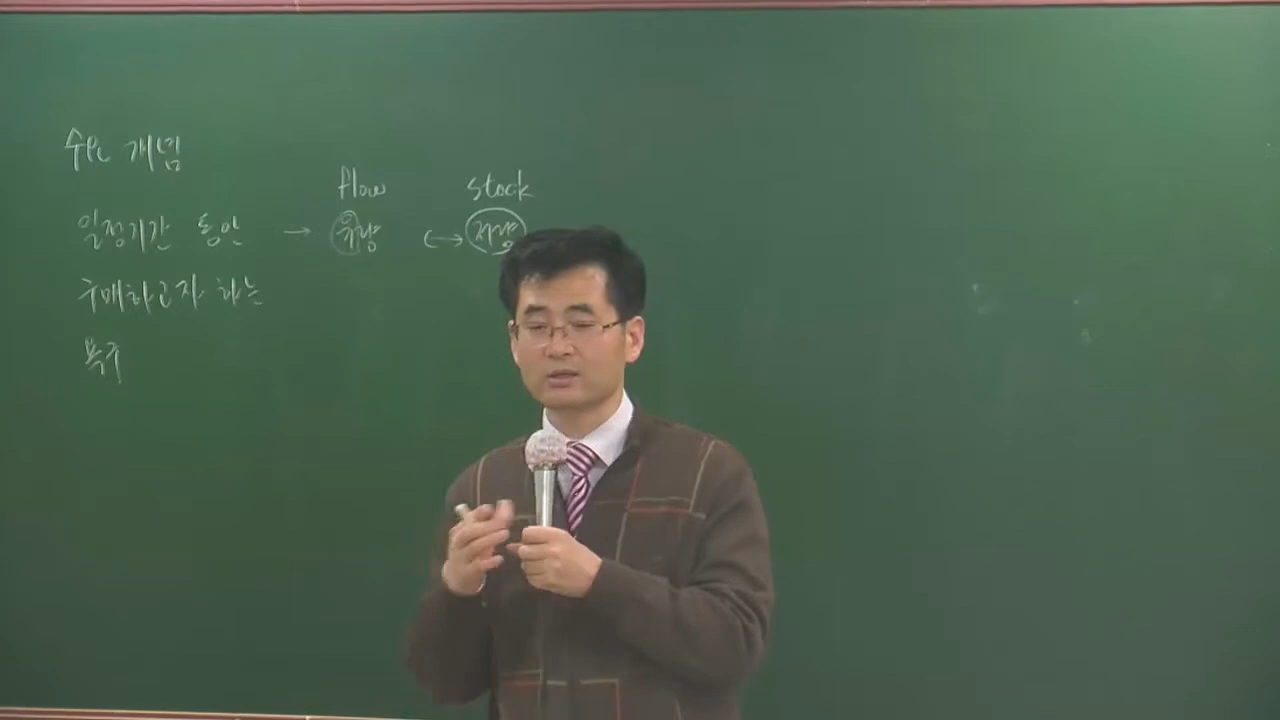 수요 개념
flow stock
일정기간 동안 → 유량 ↔ 저량
구매하고자 하는
욕구